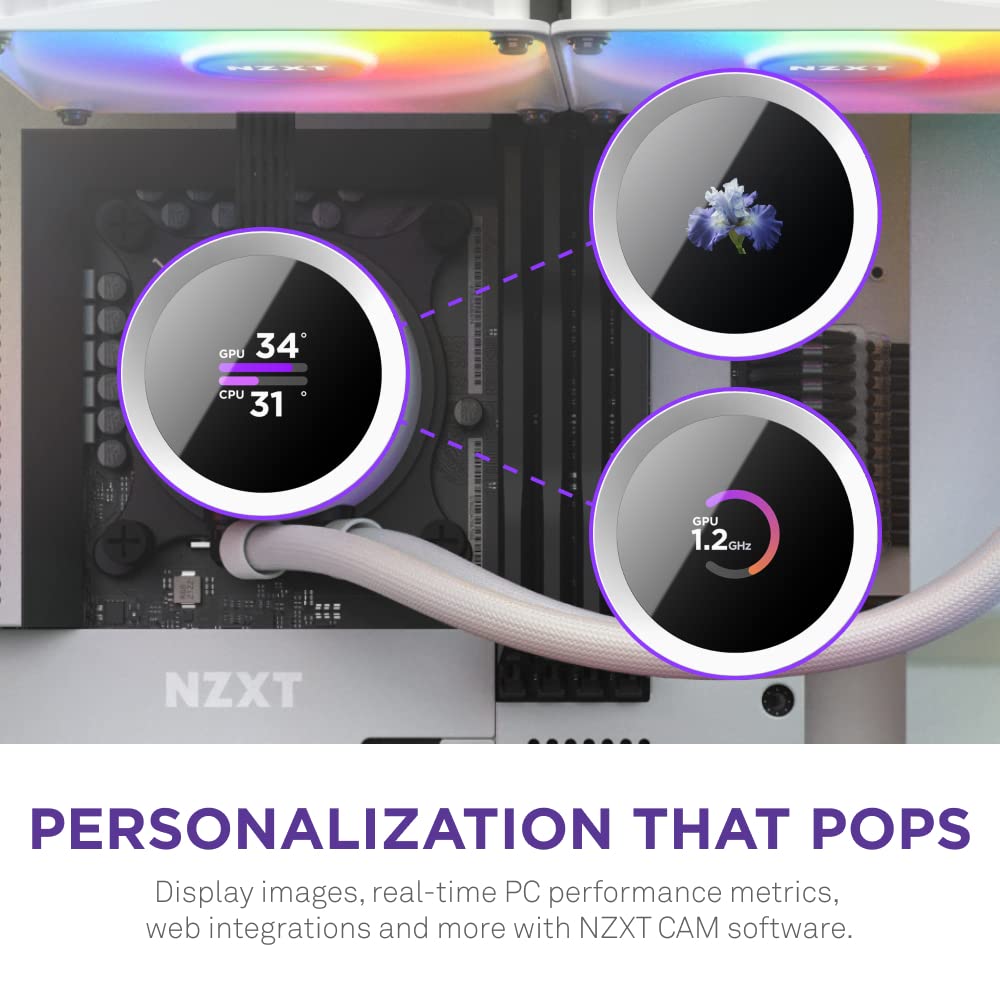 NZXT
NZXT
GPU 34°
CPU 31°
GPU
1.2GHz
NZXT
PERSONALIZATION THAT POPS
Display images, real-time PC performance metrics,
web integrations and more with NZXT CAM software.